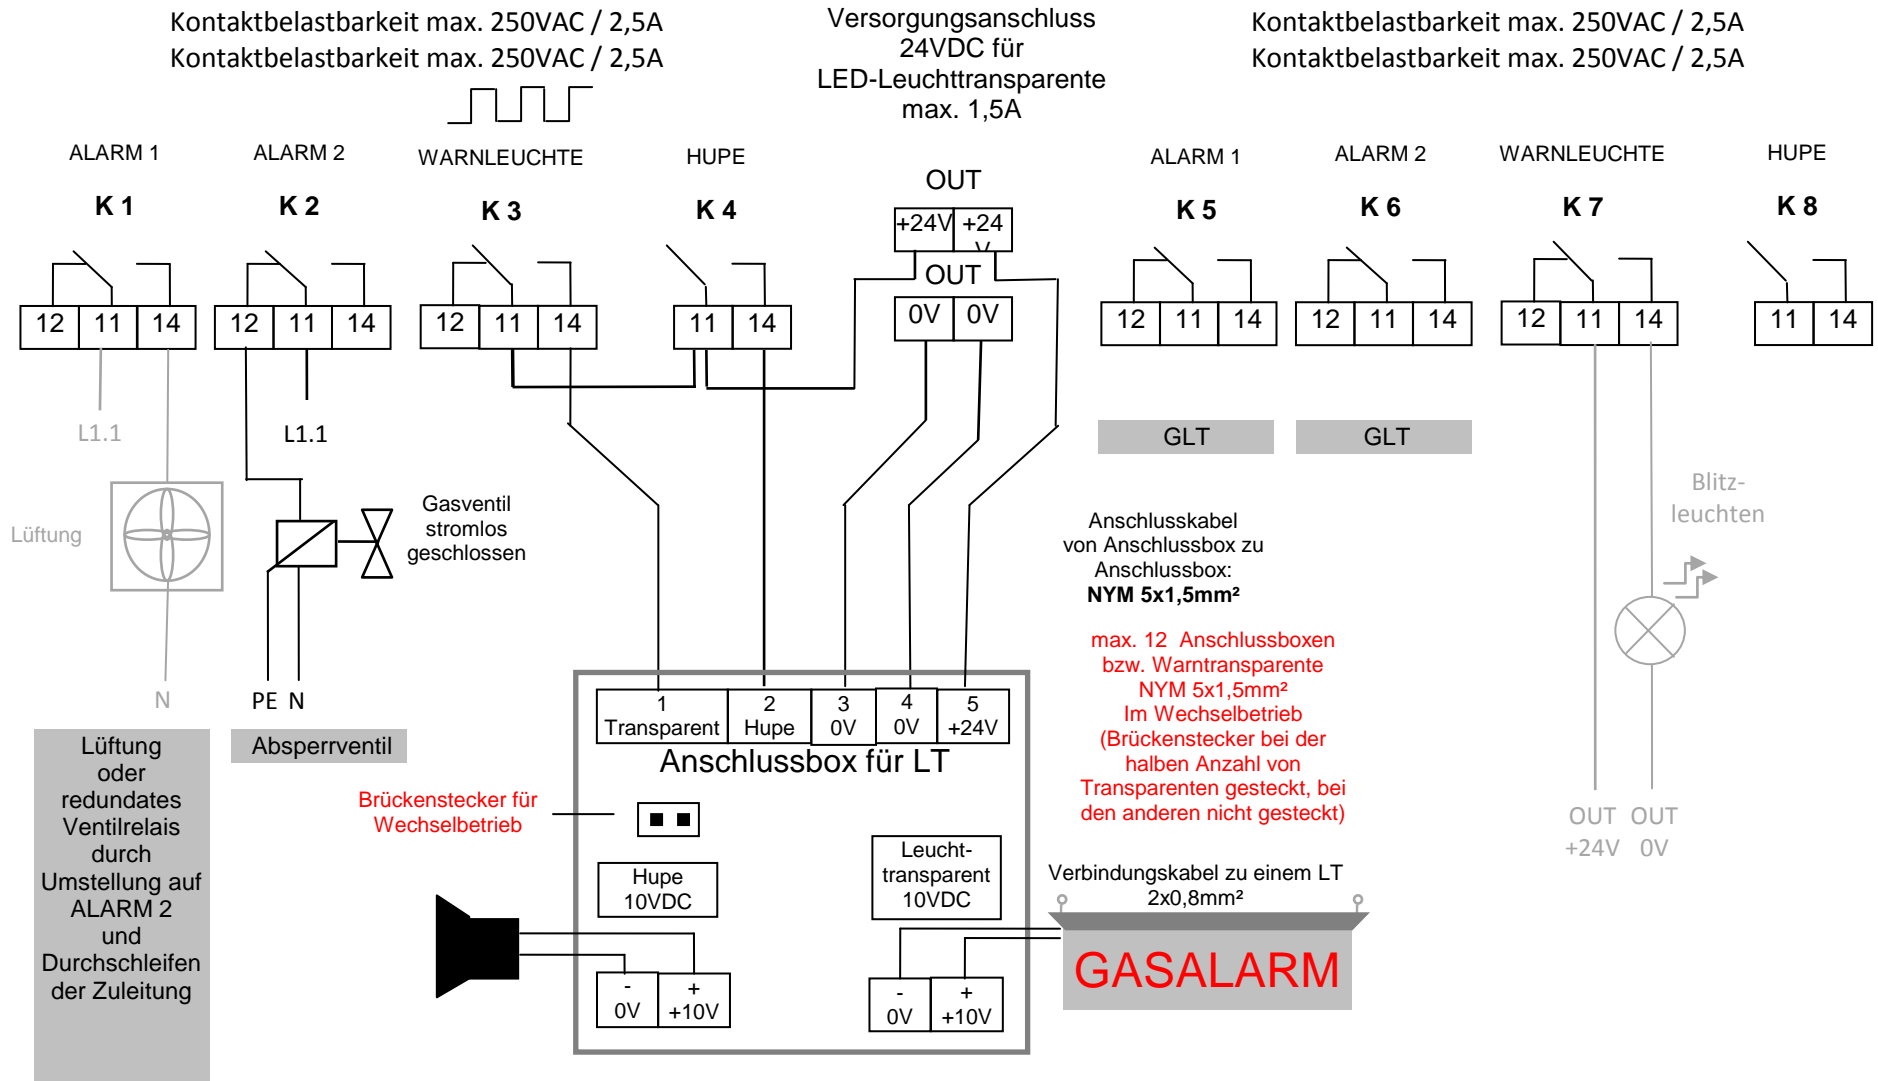 Kontaktbelastbarkeit max. 250VAC / 2,5A
Kontaktbelastbarkeit max. 250VAC / 2,5A
Versorgungsanschluss
24VDC für
LED-Leuchttransparente
max. 1,5A
Kontaktbelastbarkeit max. 250VAC / 2,5A
Kontaktbelastbarkeit max. 250VAC / 2,5A
ALARM 1
K 1
12 11 14
L1.1
Lüftung
N
ALARM 2
K 2
12 11 14
L1.1
Gasventil
stromlos
geschlossen
PE N
WARNLEUCHTE
K 3
12 11 14
HUPE
K 4
11 14
OUT
+24V +24
V
OUT
0V 0V
ALARM 1
K 5
12 11 14
GLT
ALARM 2
K 6
12 11 14
GLT
WARNLEUCHTE
K 7
12 11 14
HUPE
K 8
11 14
Blitz-
leuchten
OUT OUT
+24V 0V
Anschlusskabel
von Anschlussbox zu
Anschlussbox:
NYM 5x1,5mm²
max. 12 Anschlussboxen
bzw. Warntransparente
NYM 5x1,5mm²
Im Wechselbetrieb
(Brückenstecker bei der
halben Anzahl von
Transparenten gesteckt, bei
den anderen nicht gesteckt)
Lüftung
oder
redundates
Ventilrelais
durch
Umstellung auf
ALARM 2
und
Durchschleifen
der Zuleitung
Absperrventil
1 2 3 4 5
Transparent Hupe 0V 0V +24V
Anschlussbox für LT
Brückenstecker für
Wechselbetrieb
Hupe
10VDC
Leucht-
transparent
10VDC
- +
0V +10V
- +
0V +10V
Verbindungskabel zu einem LT
2x0,8mm²
GASALARM